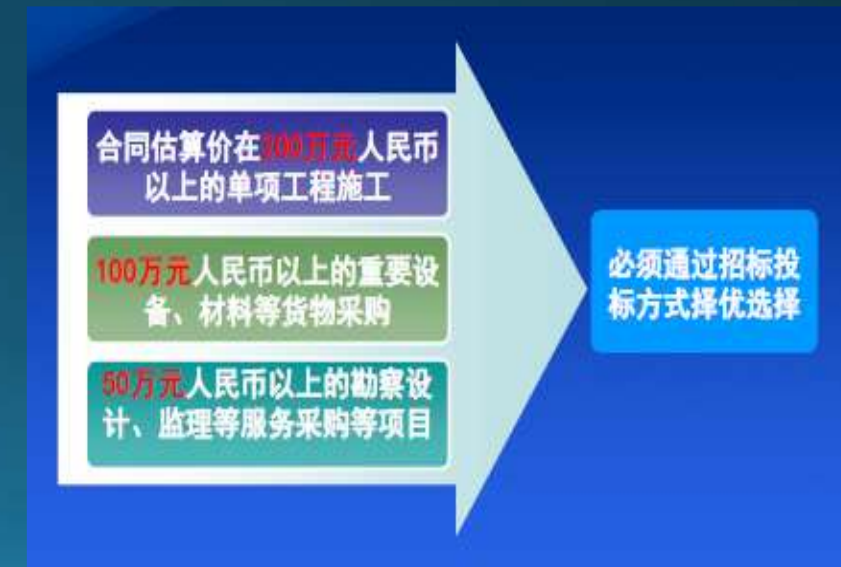 合同估算价在200万元人民币
以上的单项工程施工
100万元人民币以上的重要设
备、材料等货物采购
50万元人民币以上的勘察设
计、监理等服务采购等项目
必须通过招标投
标方式择优选择